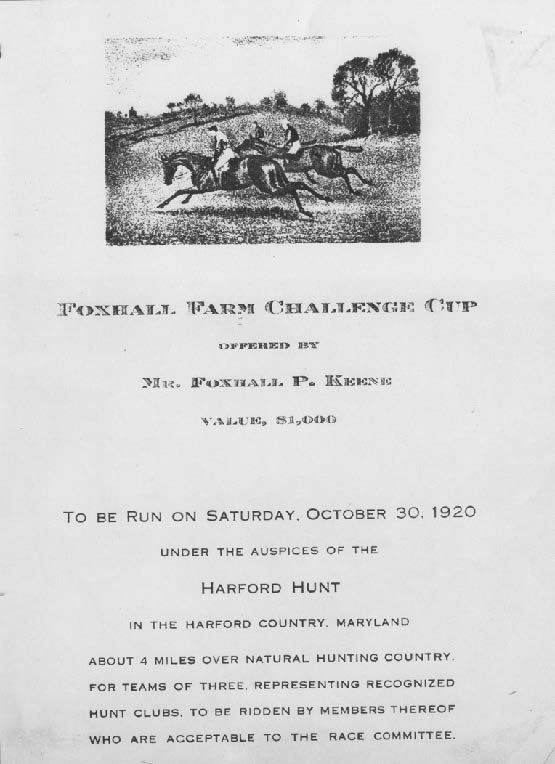 FOXHALL FARM CHALLENGE CUP
OFFERED BY
MR. FOXHALL P. KEENE
VALUE, $1,000
TO BE RUN ON SATURDAY, OCTOBER 30, 1920
UNDER THE AUSPICES OF THE
HARFORD HUNT
IN THE HARFORD COUNTRY, MARYLAND
ABOUT 4 MILES OVER NATURAL HUNTING COUNTRY,
FOR TEAMS OF THREE, REPRESENTING RECOGNIZED
HUNT CLUBS, TO BE RIDDEN BY MEMBERS THEREOF
WHO ARE ACCEPTABLE TO THE RACE COMMITTEE.